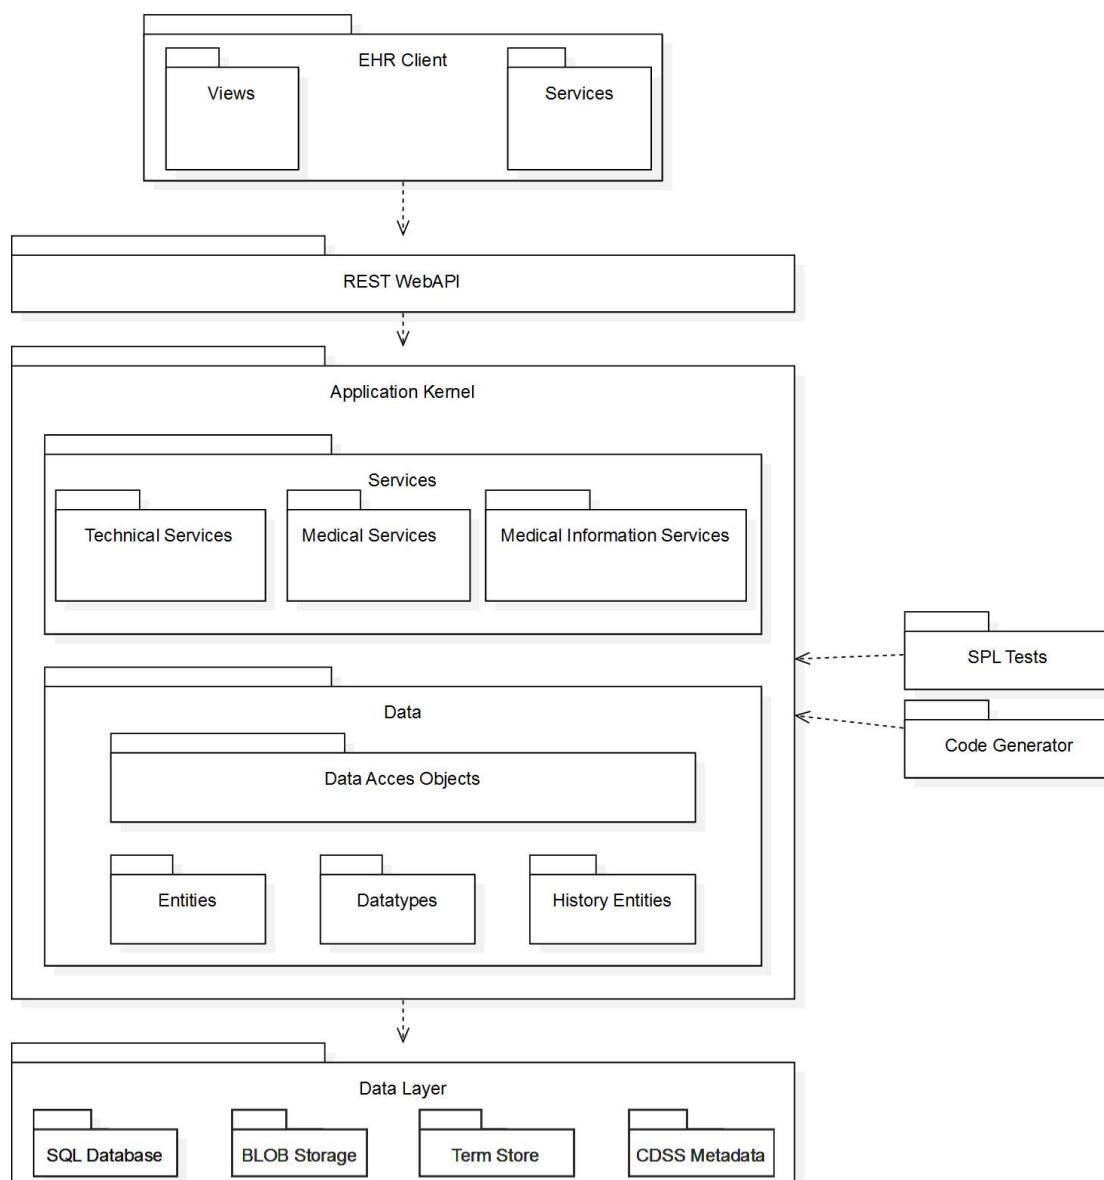 EHR Client
Views
Services
REST WebAPI
Application Kernel
Services
Technical Services
Medical Services
Medical Information Services
SPL Tests
Data
Code Generator
Data Acces Objects
Entities
Datatypes
History Entities
Data Layer
SQL Database
BLOB Storage
Term Store
CDSS Metadata